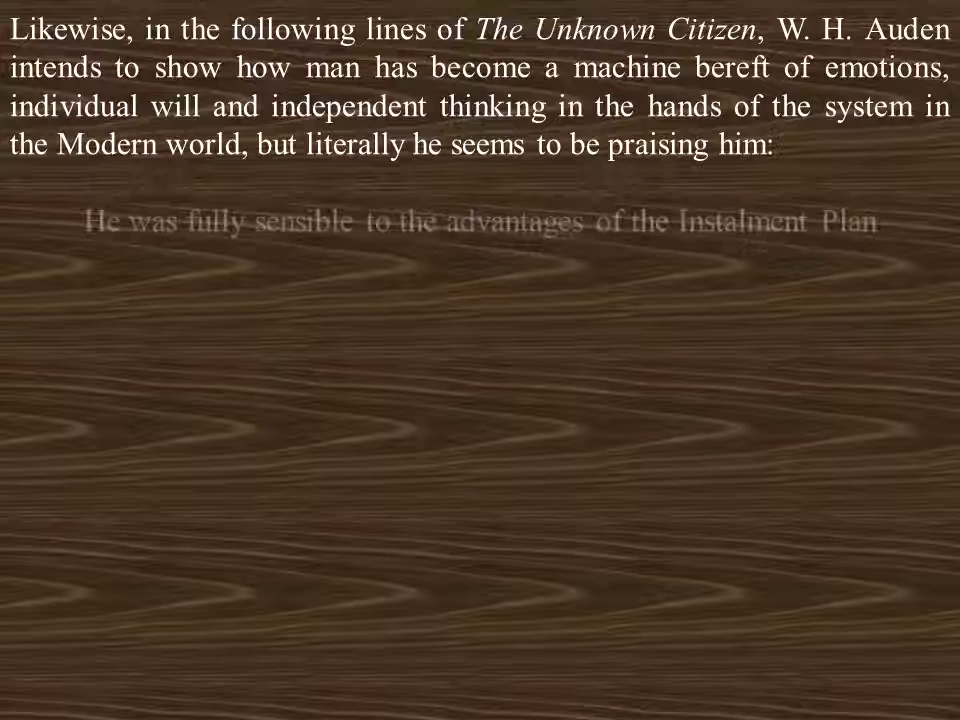 Likewise, in the following lines of The Unknown Citizen, W. H. Auden
intends to show how man has become a machine bereft of emotions,
individual will and independent thinking in the hands of the system in
the Modern world, but literally he seems to be praising him:
He was fully sensible to the advantages of the Instalment Plan